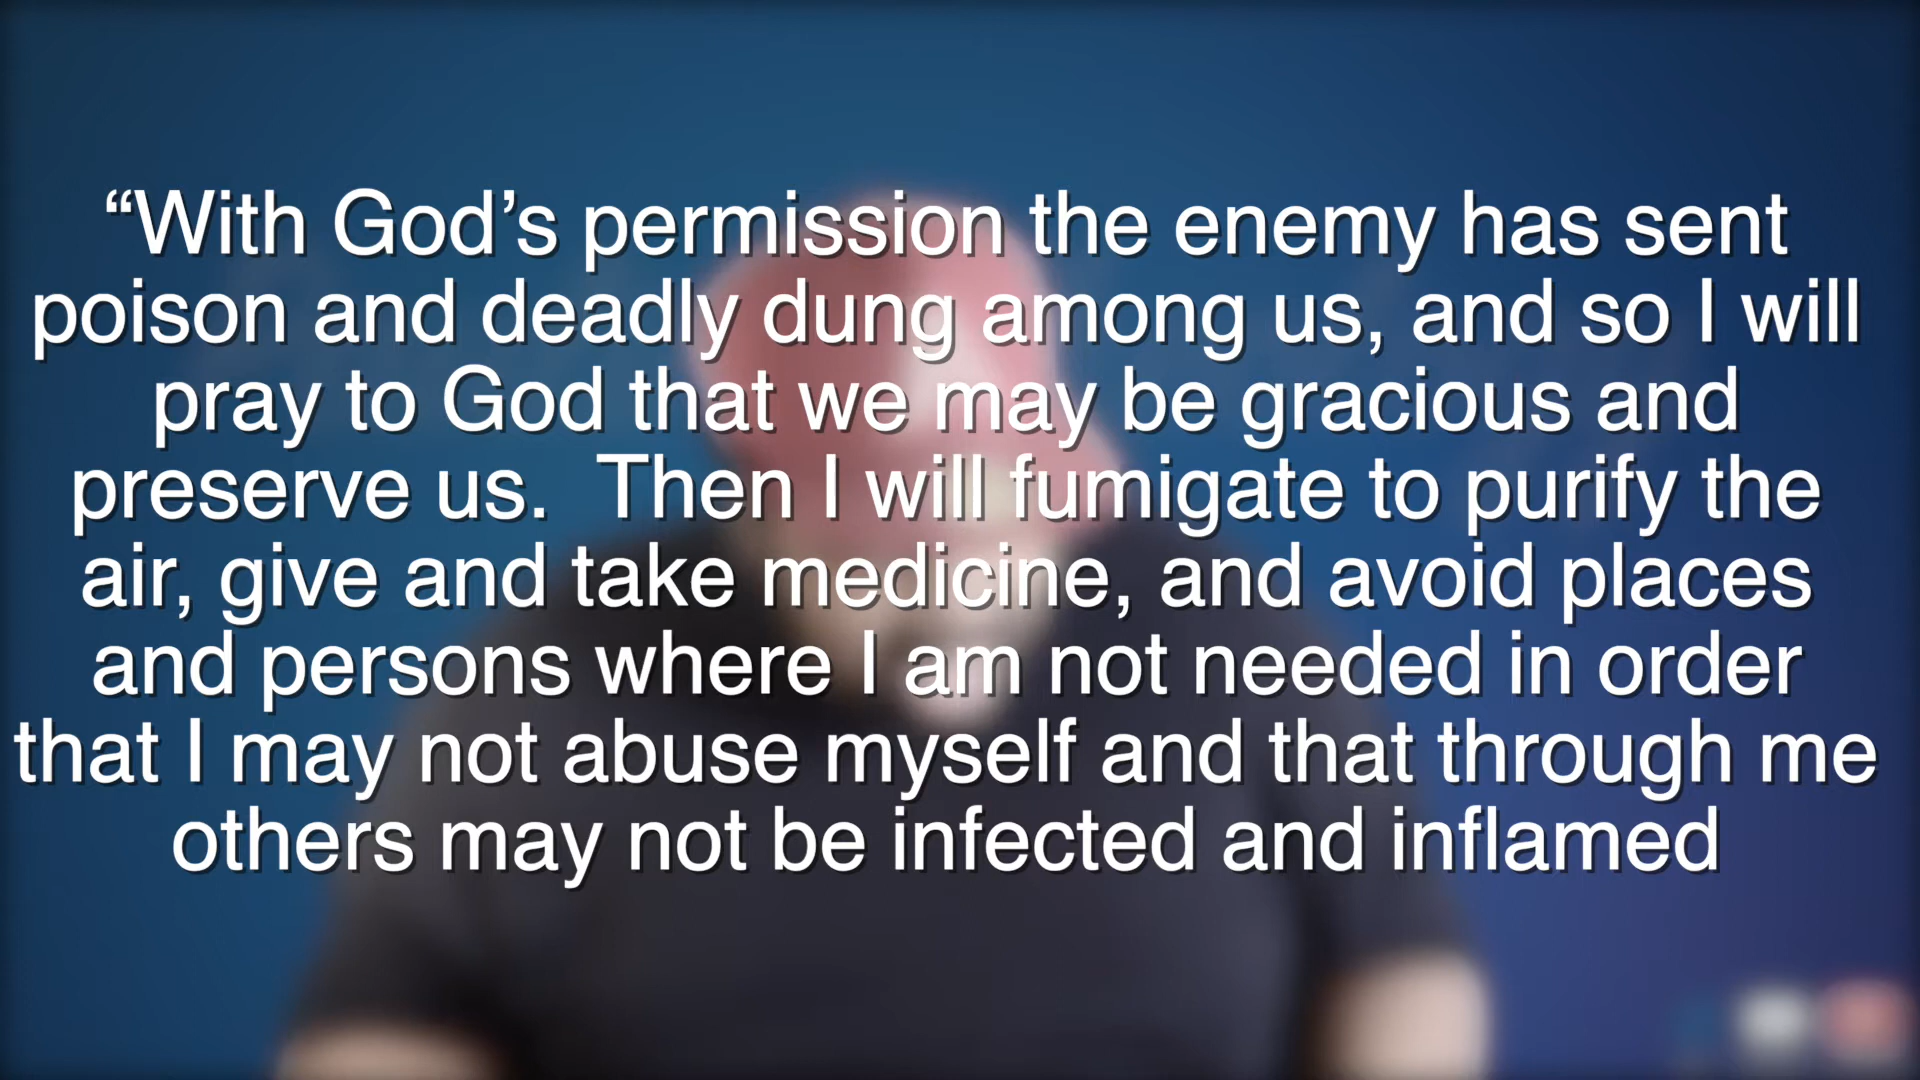 “With God’s permission the enemy has sent
poison and deadly dung among us, and so I will
pray to God that we may be gracious and
preserve us.  Then I will fumigate to purify the
air, give and take medicine, and avoid places
and persons where I am not needed in order
that I may not abuse myself and that through me
others may not be infected and inflamed